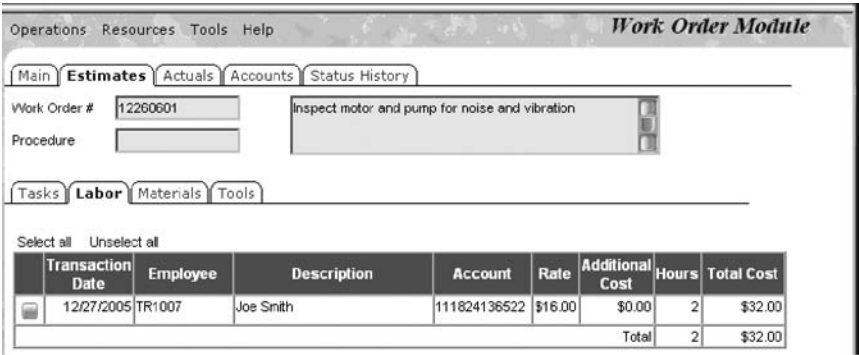 Operations Resources Tools Help Work Order Module
Main Estimates Actuals Accounts Status History
Work Order # 12260601 Inspect motor and pump for noise and vibration
Procedure
Tasks Labor Materials Tools
Select all Unselect all
Transaction Date Employee Description Account Rate Additional Cost Hours Total Cost
12/27/2005 TR1007 Joe Smith 111824136522 $16.00 $0.00 2 $32.00
Total 2 $32.00